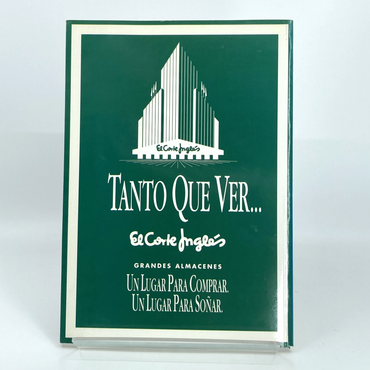 El Corte Inglés
TANTO QUE VER...
El Corte Inglés
GRANDES ALMACENES
UN LUGAR PARA COMPRAR.
UN LUGAR PARA SOÑAR.